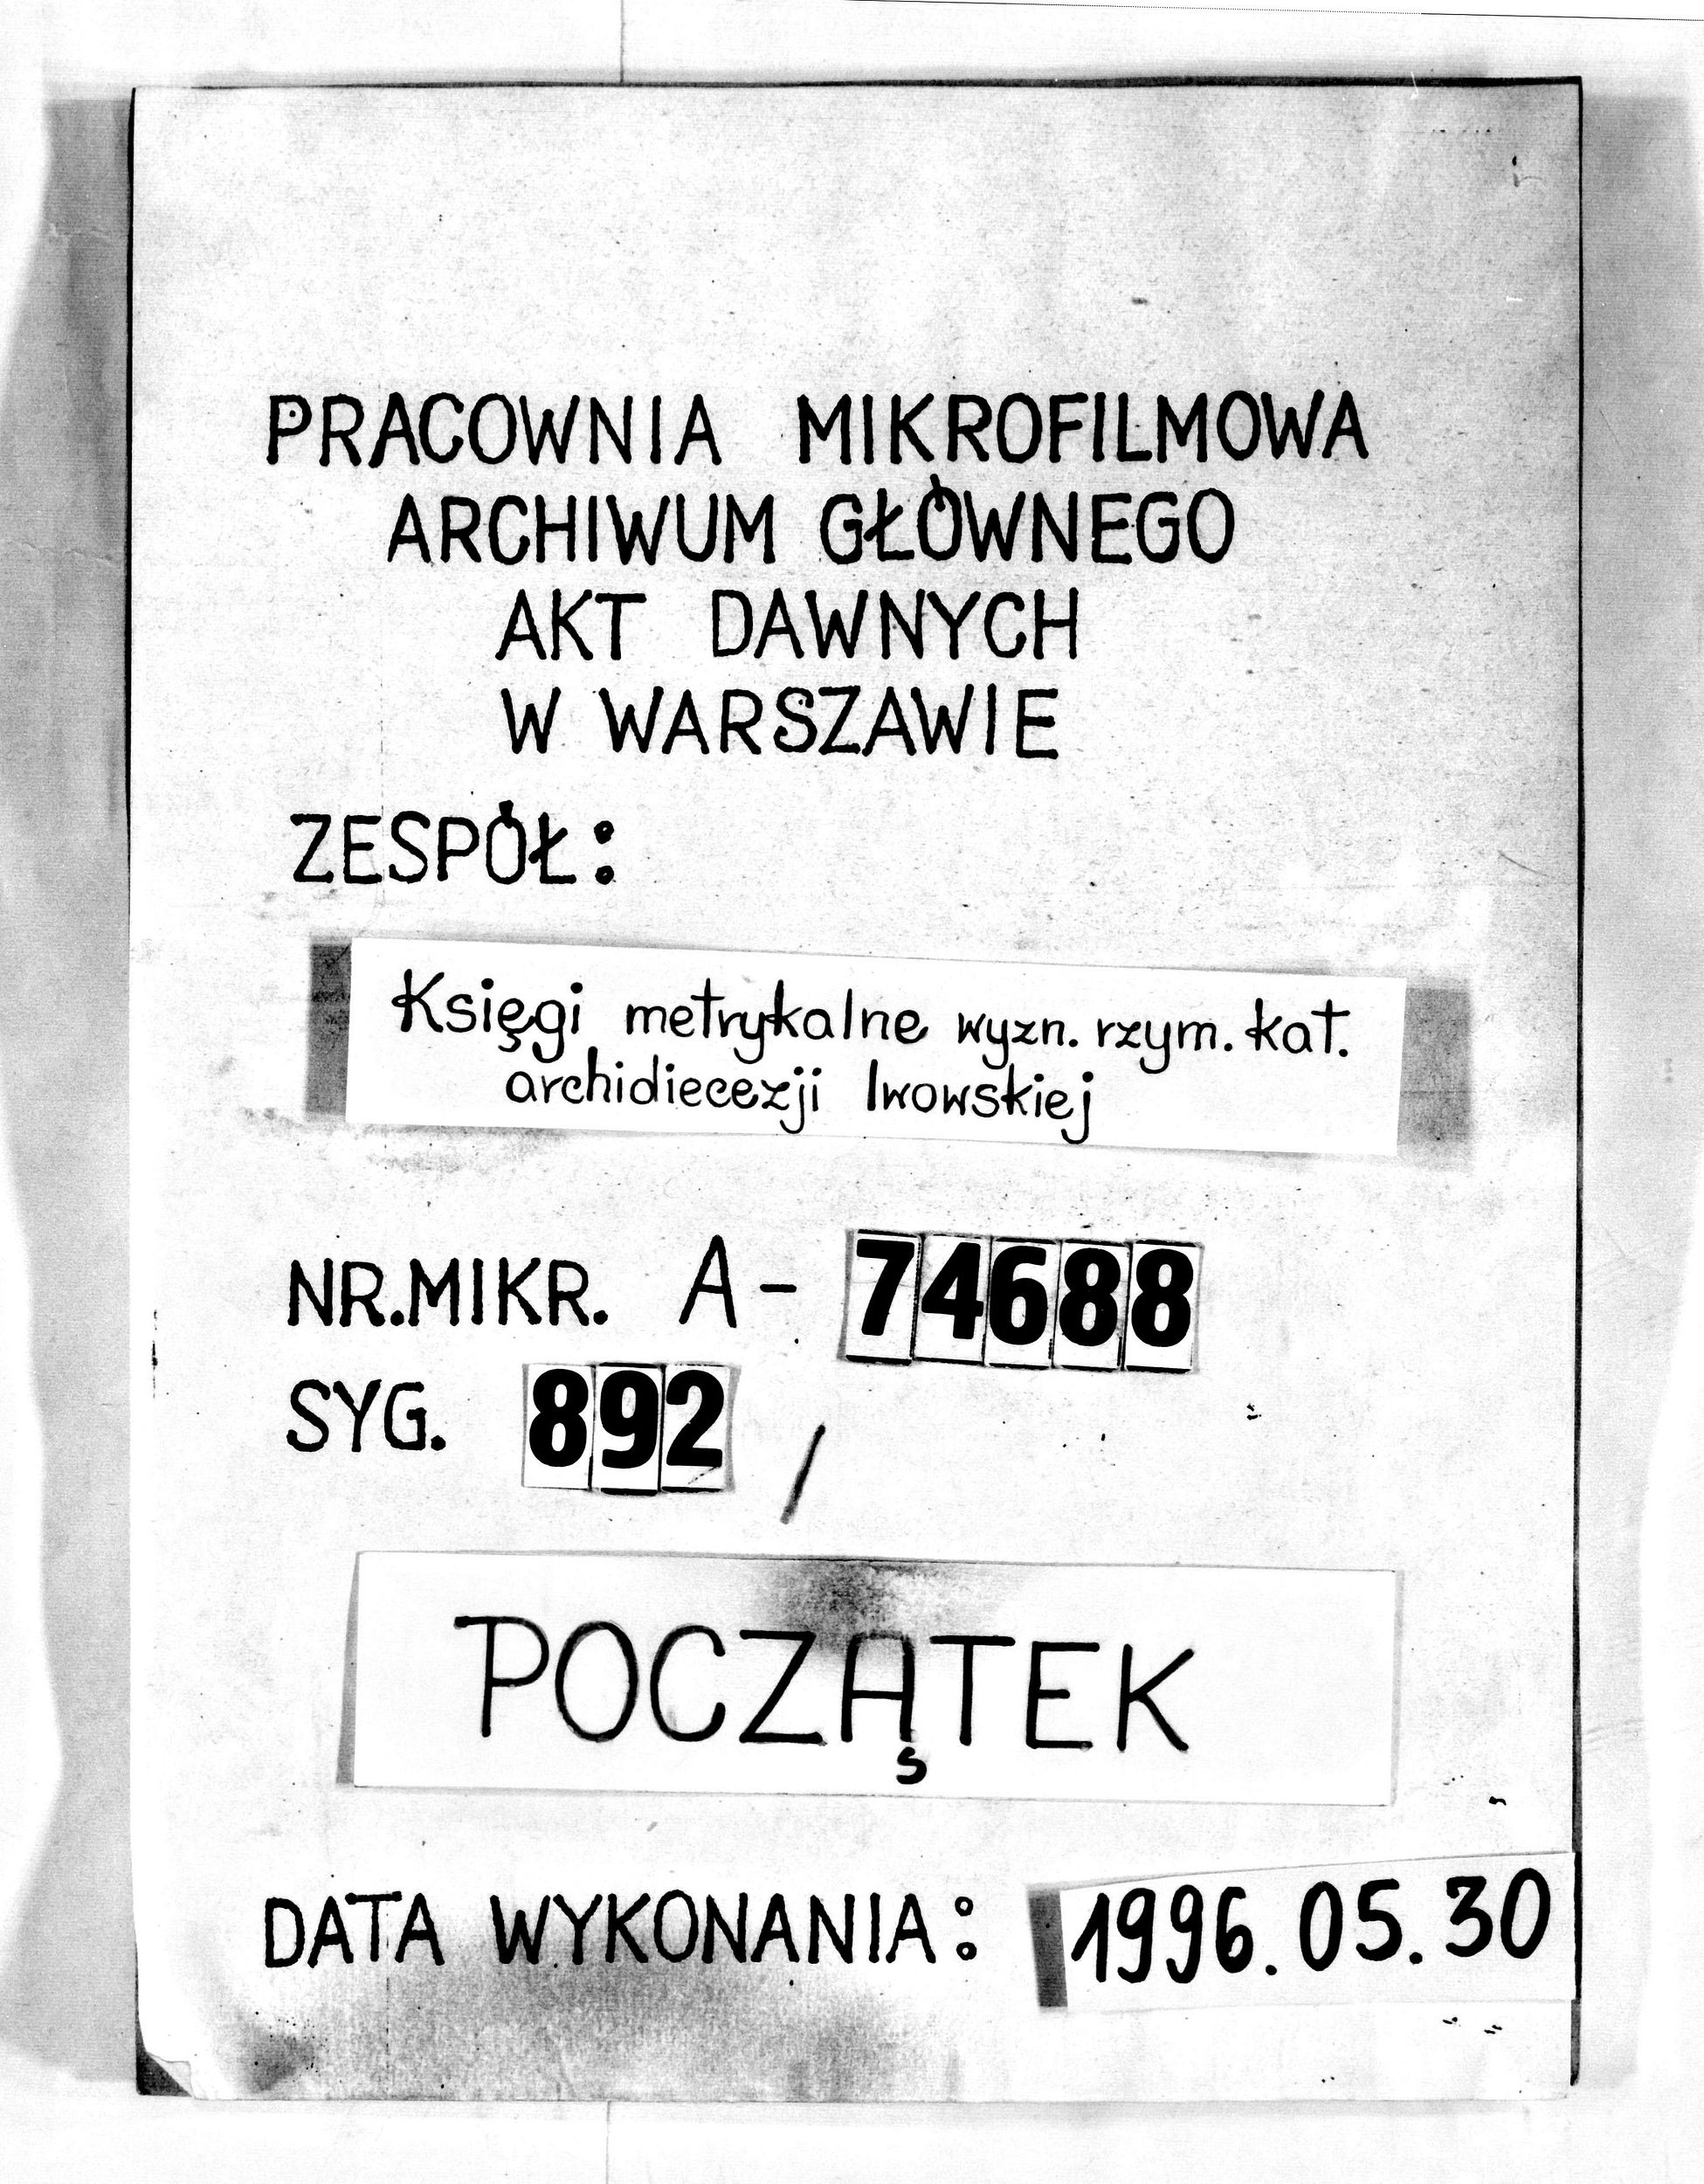 PRACOWNIA MIKROFILMOWA
ARCHIWUM GŁÓWNEGO
AKT DAWNYCH
W WARSZAWIE
ZESPÓŁ:
Księgi metrykalne wyzn. rzym. kat.
archidiecezji lwowskiej
NR. MIKR. A - 74688
SYG. 892 /
POCZĄTEK
DATA WYKONANIA: 1996.05.30